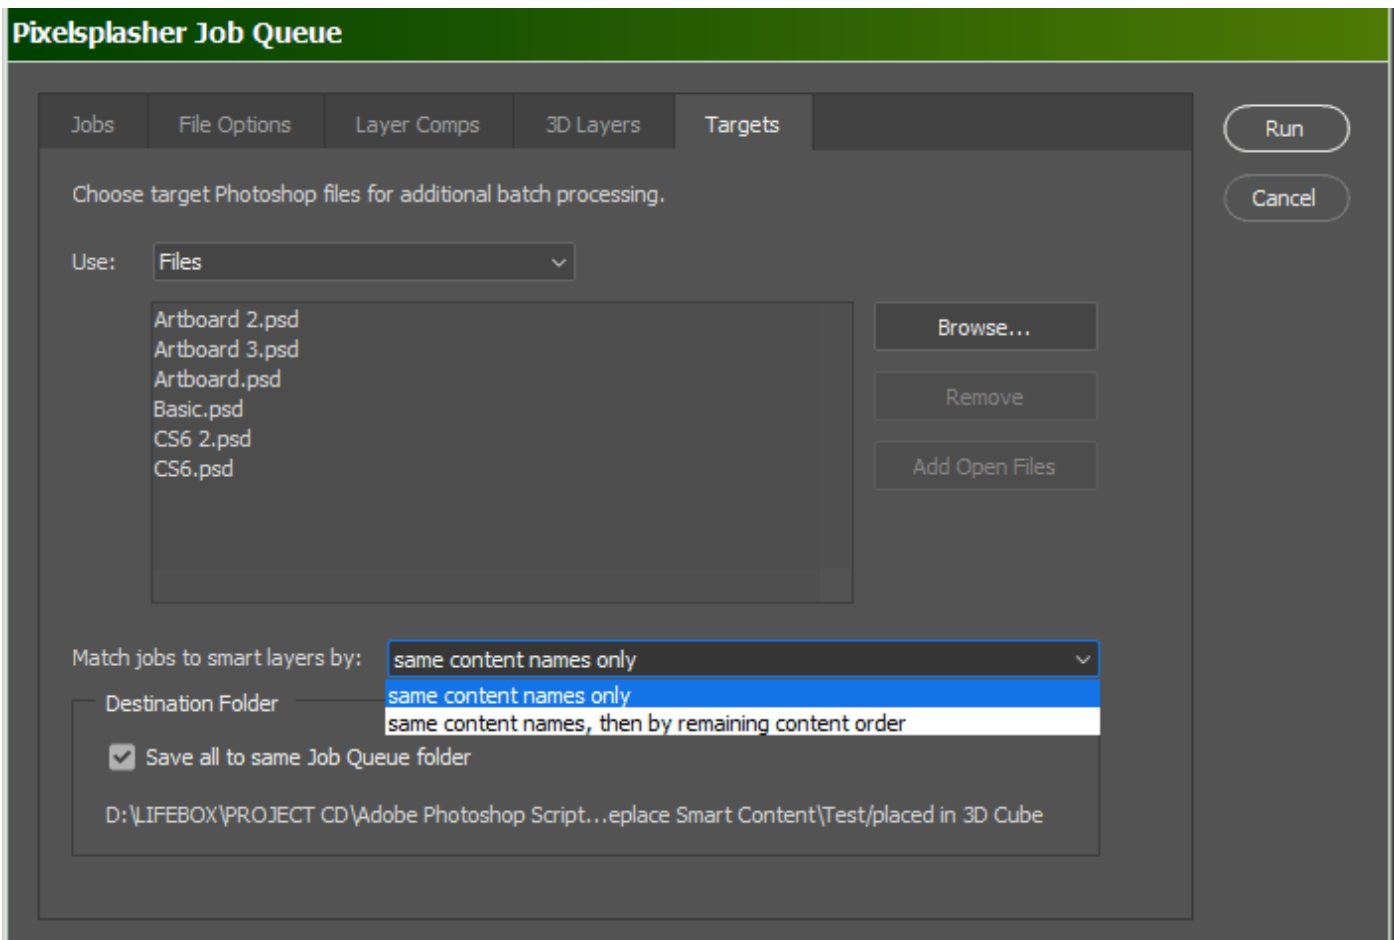 Pixelsplasher Job Queue
Jobs File Options Layer Comps 3D Layers Targets
Run
Cancel
Choose target Photoshop files for additional batch processing.
Use: Files
Artboard 2.psd
Artboard 3.psd
Artboard.psd
Basic.psd
CS6 2.psd
CS6.psd
Browse...
Remove
Add Open Files
Match jobs to smart layers by: same content names only
same content names only
same content names, then by remaining content order
Destination Folder
Save all to same Job Queue folder
D:\LIFEBOX\PROJECT CD\Adobe Photoshop Script...eplace Smart Content\Test/placed in 3D Cube